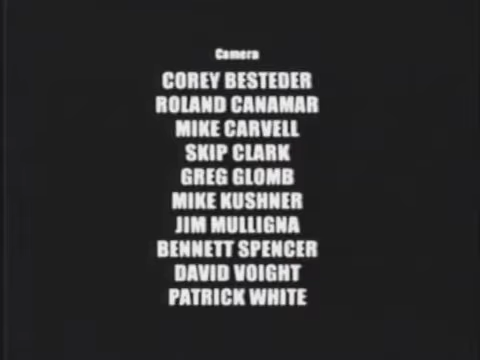 Camera
COREY BESTEDER
ROLAND CANAMAR
MIKE CARVELL
SKIP CLARK
GREG GLOMB
MIKE KUSHNER
JIM MULLIGNA
BENNETT SPENCER
DAVID VOIGHT
PATRICK WHITE